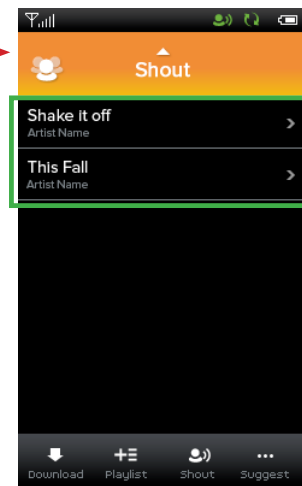 Shout
Shake it off
Artist Name
This Fall
Artist Name
Download Playlist Shout Suggest